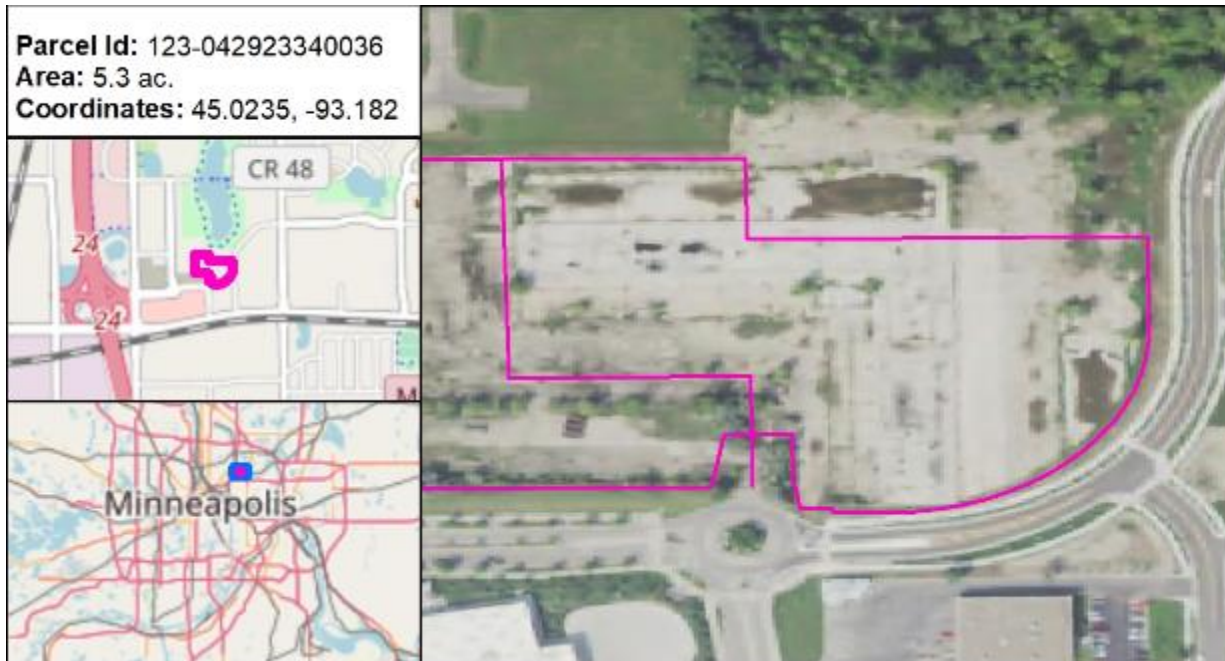 Parcel Id: 123-042923340036
Area: 5.3 ac.
Coordinates: 45.0235, -93.182
CR 48
24
24
M
Minneapolis